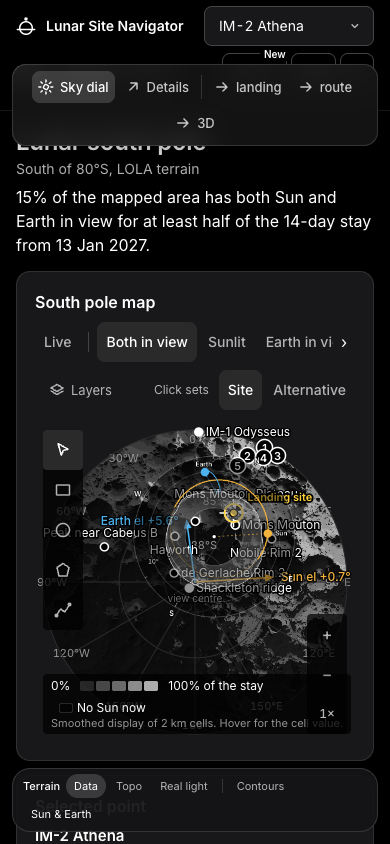 Lunar Site Navigator
IM-2 Athena
New
Sky dial
Details
landing
route
3D
Lunar south pole
South of 80°S, LOLA terrain
15% of the mapped area has both Sun and
Earth in view for at least half of the 14-day stay
from 13 Jan 2027.
South pole map
Live
Both in view
Sunlit
Earth in vi
Layers
Click sets
Site
Alternative
IM-1 Odysseus
30°W
1
2
4
3
5
Earth
Mons Mouton
Landing site
W
60°W
Earth el +5.6°
Mons Mouton
Peak near Cabeus B
Sun
Haworth
88°S
Nobile Rim 2
10°
de Gerlache Rim 2
Sun el +0.7°
90°W
E
Shackleton ridge
view centre
S
120°W
120°E
+
−
0%
100% of the stay
No Sun now
150°E
1×
Smoothed display of 2 km cells. Hover for the cell value.
Terrain
Data
Topo
Real light
Contours
Selected point
Sun & Earth
IM-2 Athena